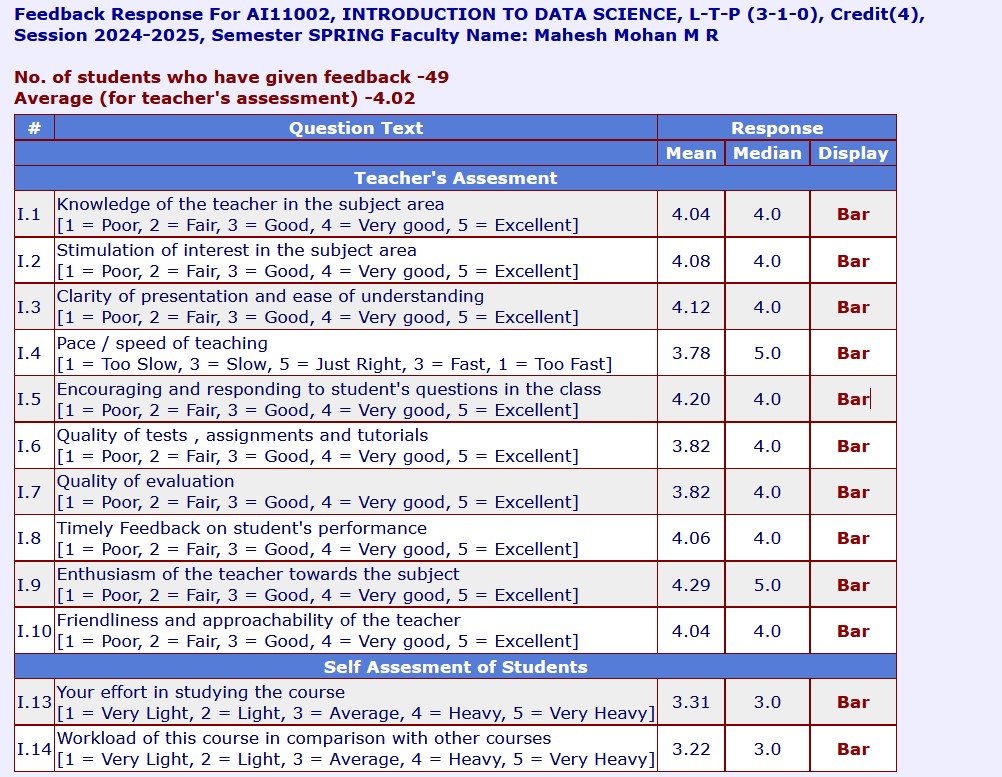 Feedback Response For AI11002, INTRODUCTION TO DATA SCIENCE, L-T-P (3-1-0), Credit(4),
Session 2024-2025, Semester SPRING Faculty Name: Mahesh Mohan M R
No. of students who have given feedback -49
Average (for teacher's assessment) -4.02
# Question Text Response
Mean Median Display
Teacher's Assesment
I.1 Knowledge of the teacher in the subject area
[1 = Poor, 2 = Fair, 3 = Good, 4 = Very good, 5 = Excellent] 4.04 4.0 Bar
I.2 Stimulation of interest in the subject area
[1 = Poor, 2 = Fair, 3 = Good, 4 = Very good, 5 = Excellent] 4.08 4.0 Bar
I.3 Clarity of presentation and ease of understanding
[1 = Poor, 2 = Fair, 3 = Good, 4 = Very good, 5 = Excellent] 4.12 4.0 Bar
I.4 Pace / speed of teaching
[1 = Too Slow, 3 = Slow, 5 = Just Right, 3 = Fast, 1 = Too Fast] 3.78 5.0 Bar
I.5 Encouraging and responding to student's questions in the class
[1 = Poor, 2 = Fair, 3 = Good, 4 = Very good, 5 = Excellent] 4.20 4.0 Bar
I.6 Quality of tests , assignments and tutorials
[1 = Poor, 2 = Fair, 3 = Good, 4 = Very good, 5 = Excellent] 3.82 4.0 Bar
I.7 Quality of evaluation
[1 = Poor, 2 = Fair, 3 = Good, 4 = Very good, 5 = Excellent] 3.82 4.0 Bar
I.8 Timely Feedback on student's performance
[1 = Poor, 2 = Fair, 3 = Good, 4 = Very good, 5 = Excellent] 4.06 4.0 Bar
I.9 Enthusiasm of the teacher towards the subject
[1 = Poor, 2 = Fair, 3 = Good, 4 = Very good, 5 = Excellent] 4.29 5.0 Bar
I.10 Friendliness and approachability of the teacher
[1 = Poor, 2 = Fair, 3 = Good, 4 = Very good, 5 = Excellent] 4.04 4.0 Bar
Self Assesment of Students
I.13 Your effort in studying the course
[1 = Very Light, 2 = Light, 3 = Average, 4 = Heavy, 5 = Very Heavy] 3.31 3.0 Bar
I.14 Workload of this course in comparison with other courses
[1 = Very Light, 2 = Light, 3 = Average, 4 = Heavy, 5 = Very Heavy] 3.22 3.0 Bar